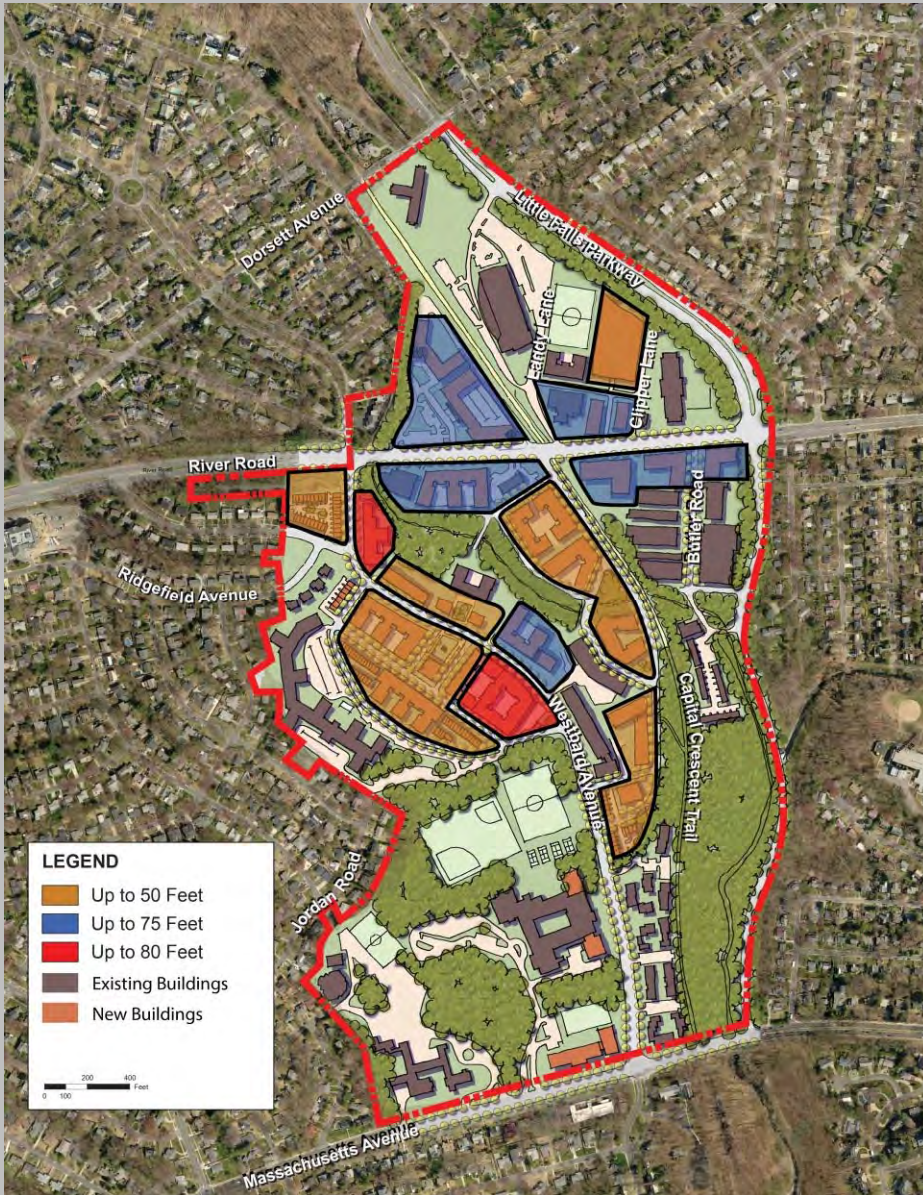 Dorsett Avenue
Little Falls Parkway
Landy Lane
Clipper Lane
River Road
River Road
Butler Road
Ridgefield Avenue
Capital Crescent Trail
Westbard Avenue
Jordan Road
LEGEND
Up to 50 Feet
Up to 75 Feet
Up to 80 Feet
Existing Buildings
New Buildings
200 400
0 100 Feet
Massachusetts Avenue
Massachusetts Avenue